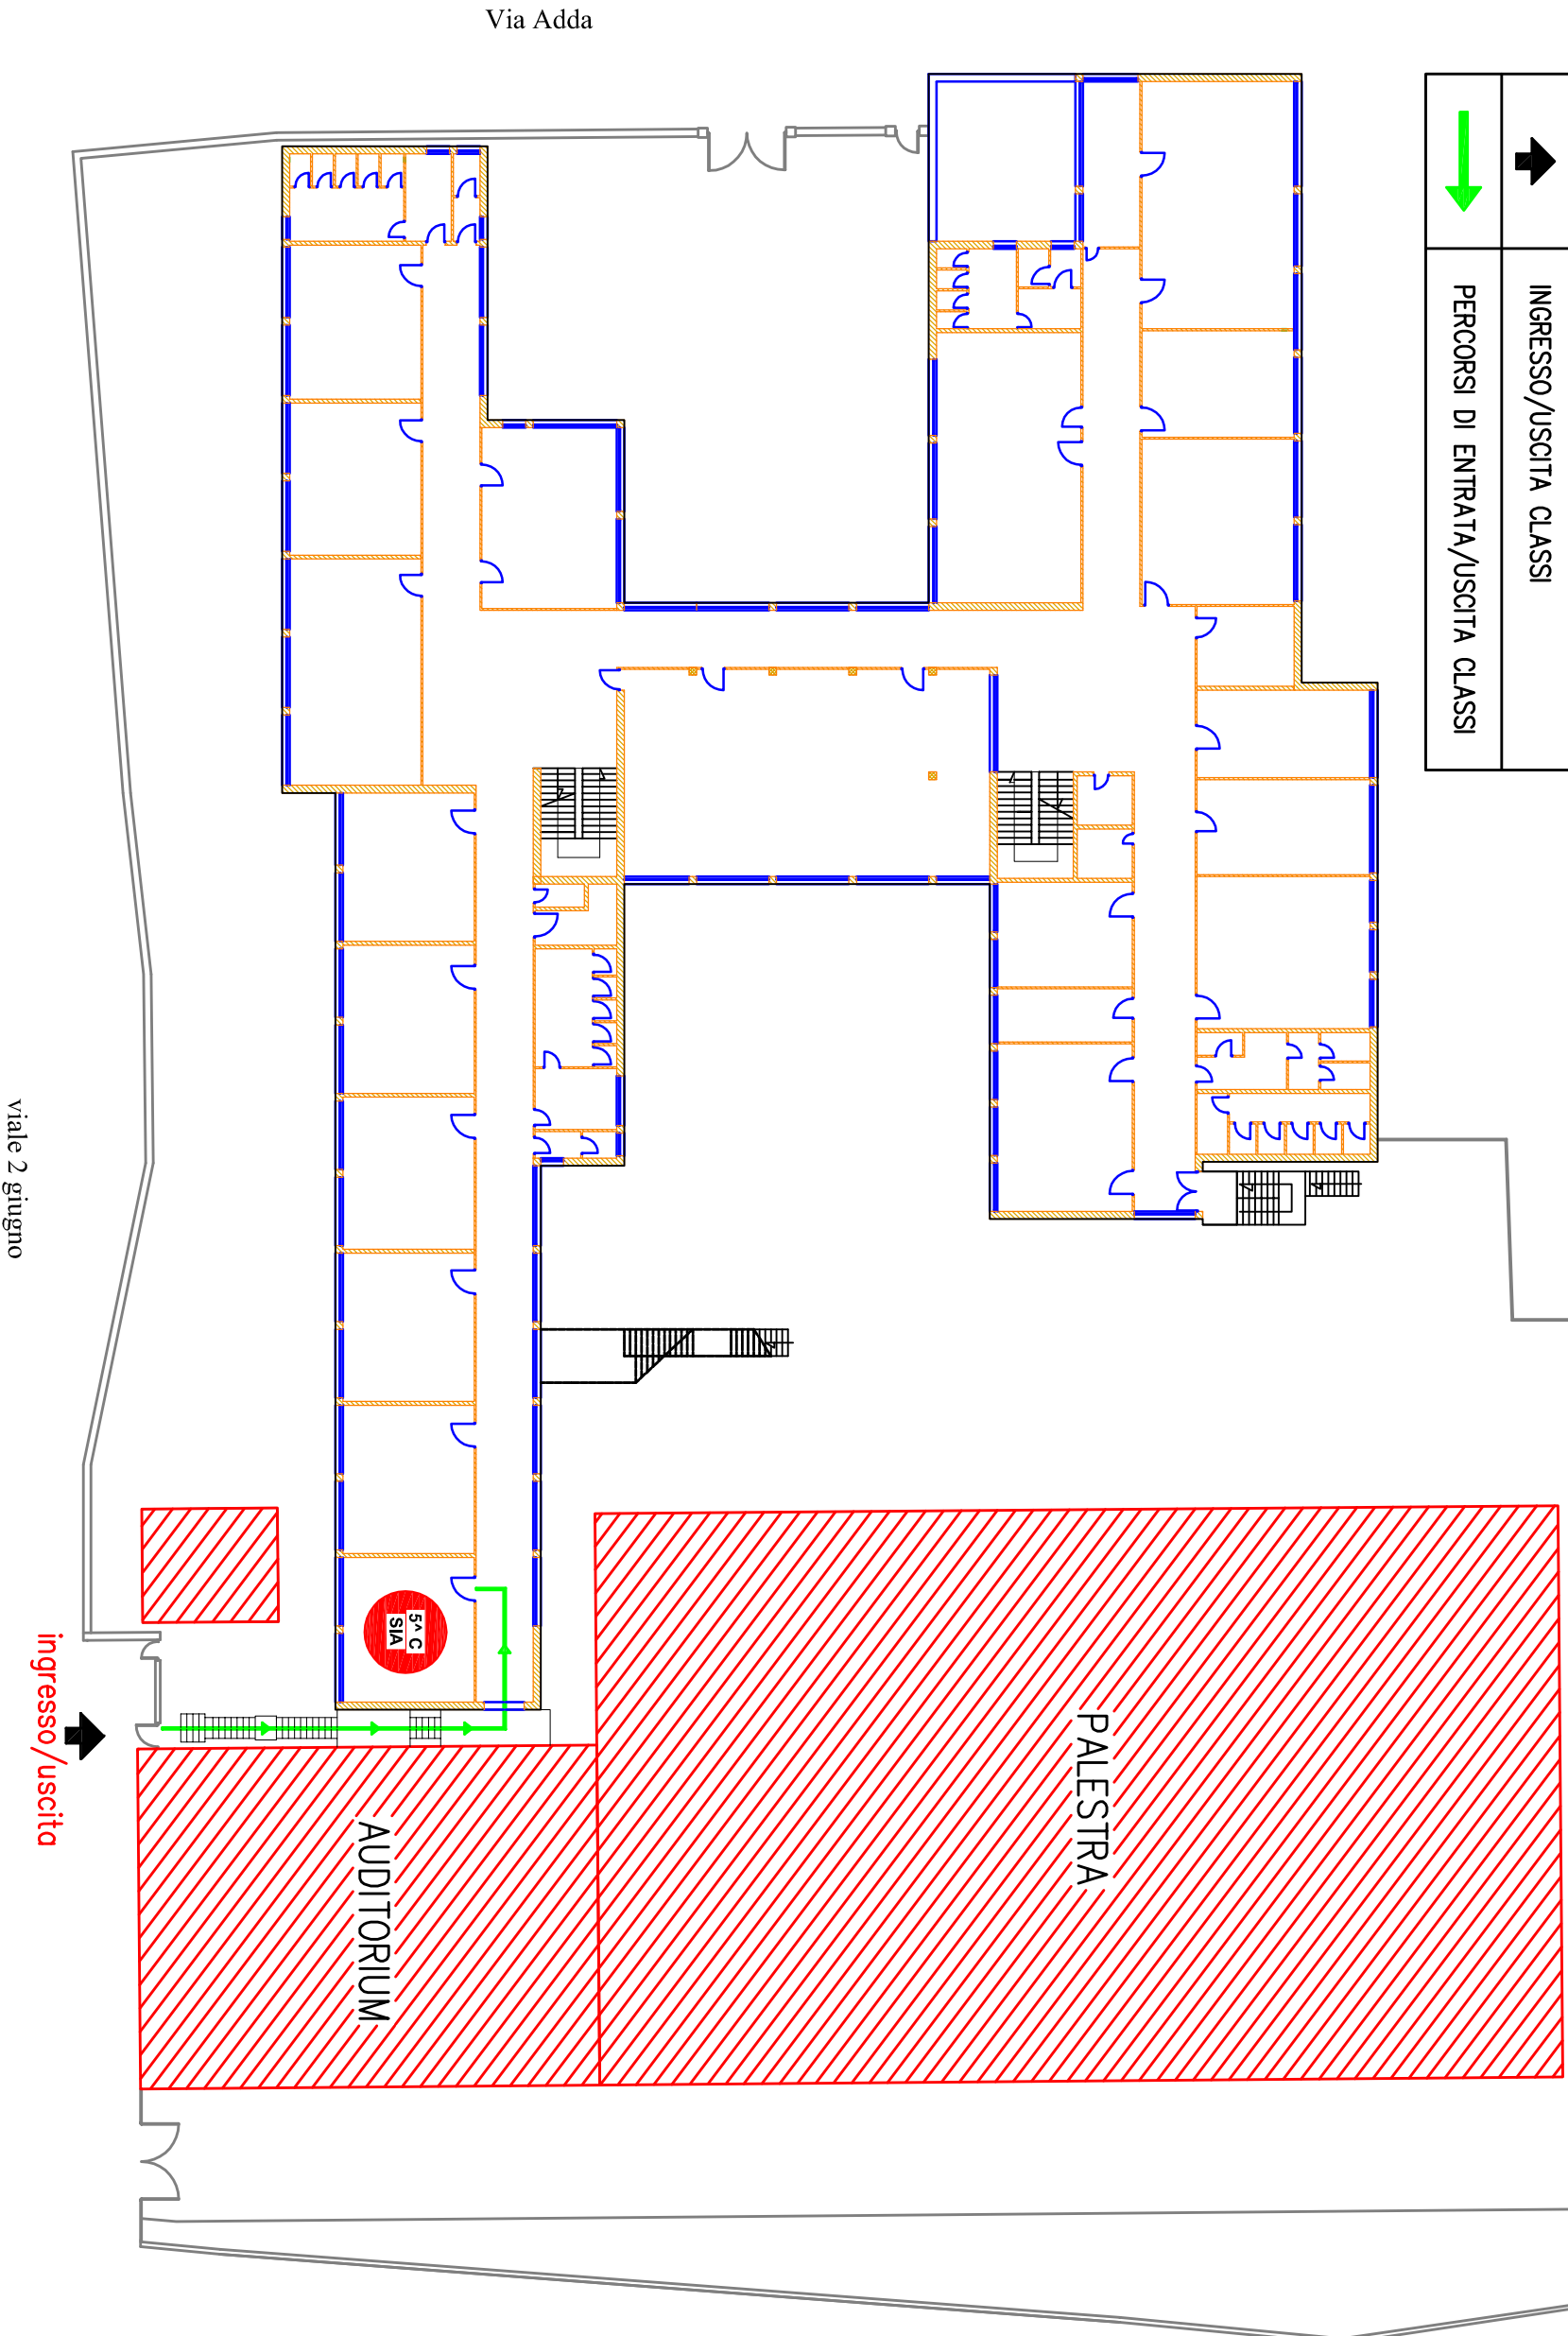 Via Adda
INGRESSO/USCITA CLASSI
PERCORSI DI ENTRATA/USCITA CLASSI
viale 2 giugno
5^ C
SIA
ingresso/uscita
PALESTRA
AUDITORIUM